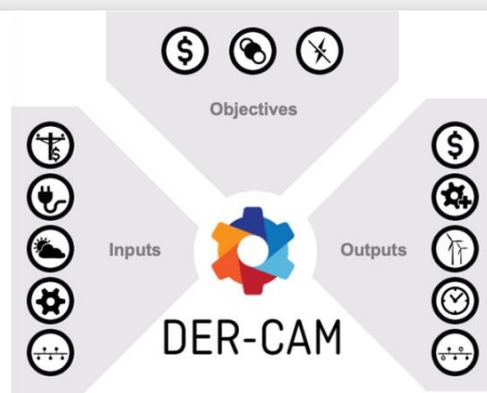 $
Objectives
$
Inputs
Outputs
$
DER-CAM